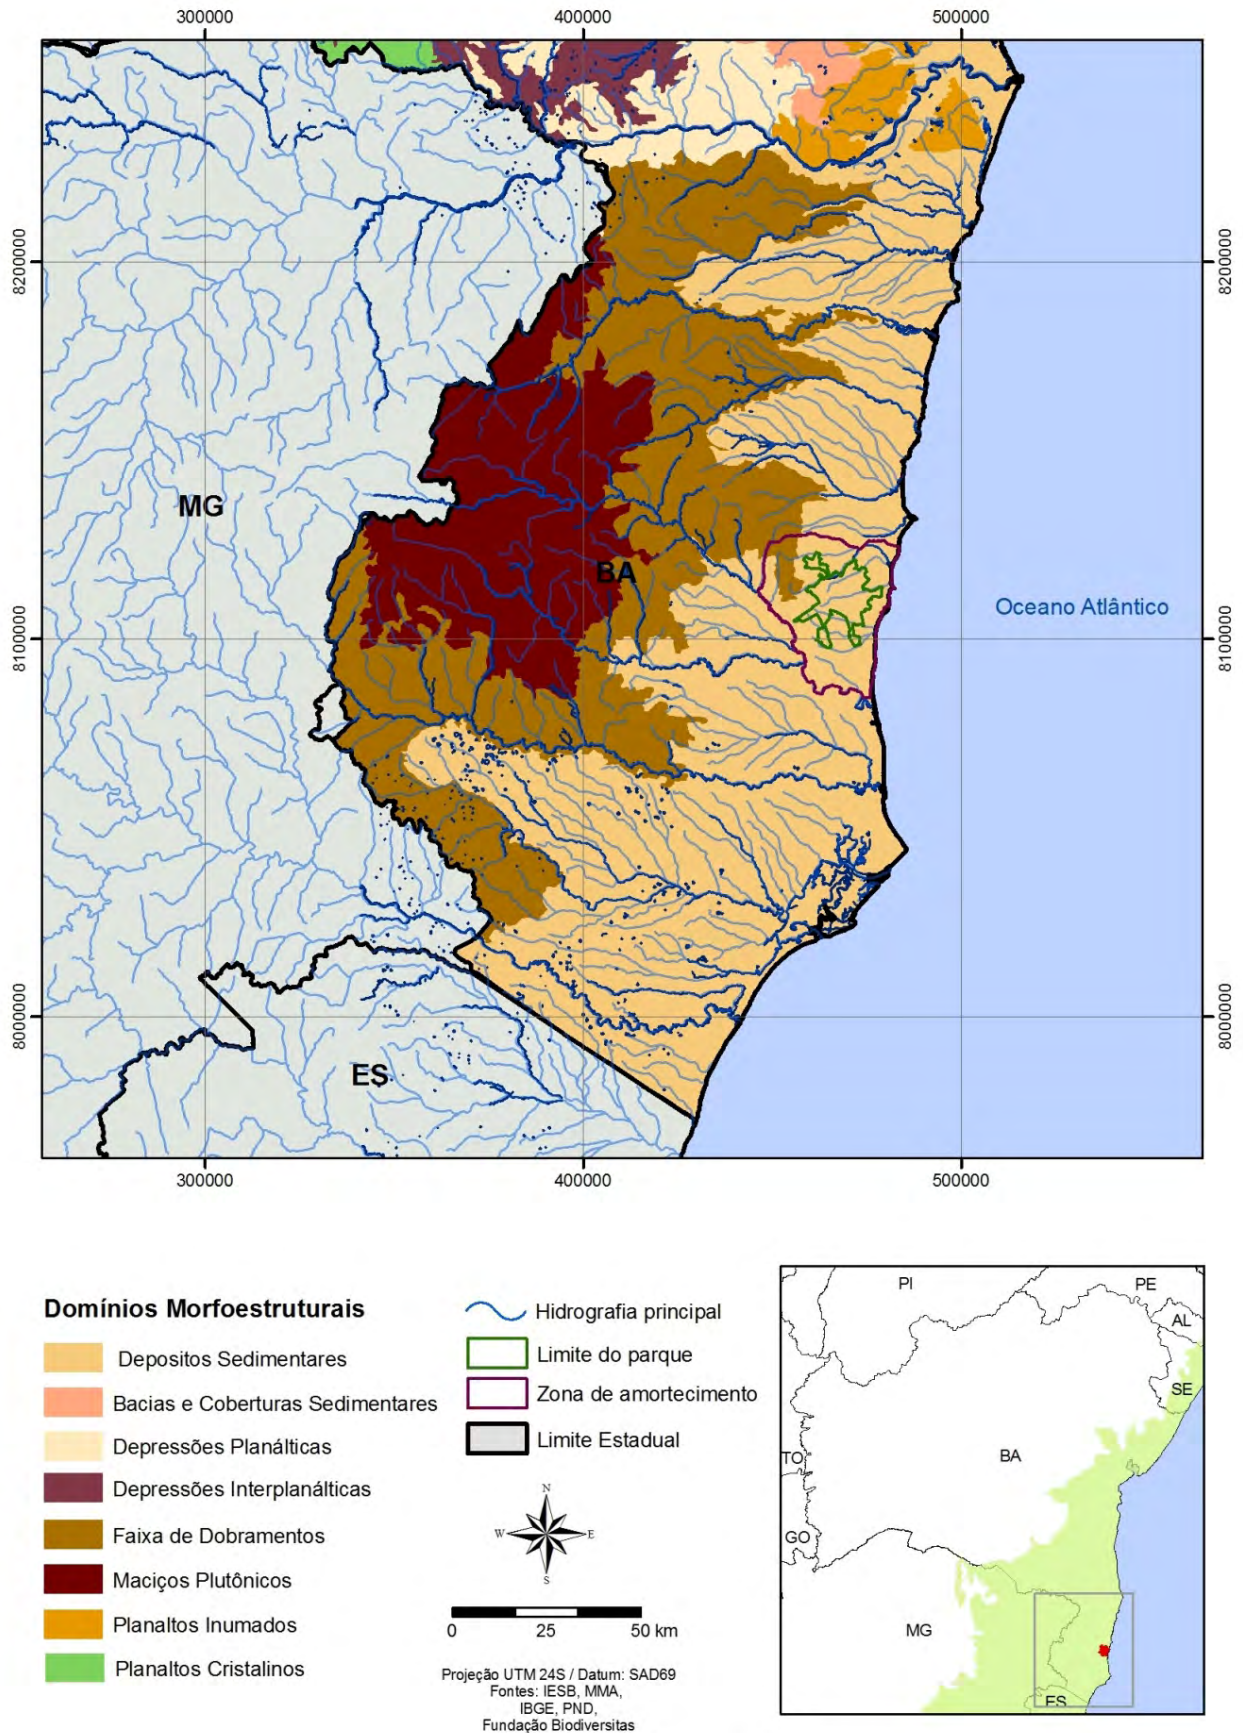 300000
400000
500000
8200000
8200000
MG
BA
Oceano Atlântico
8100000
8100000
8000000
8000000
ES
300000
400000
500000
Domínios Morfoestruturais
Depositos Sedimentares
Bacias e Coberturas Sedimentares
Depressões Planálticas
Depressões Interplanálticas
Faixa de Dobramentos
Maciços Plutônicos
Planaltos Inumados
Planaltos Cristalinos
Hidrografia principal
Limite do parque
Zona de amortecimento
Limite Estadual
N
W
E
S
0
25
50 km
Projeção UTM 24S / Datum: SAD69
Fontes: IESB, MMA,
IBGE, PND,
Fundação Biodiversitas
PI
PE
AL
SE
TO
BA
GO
MG
ES